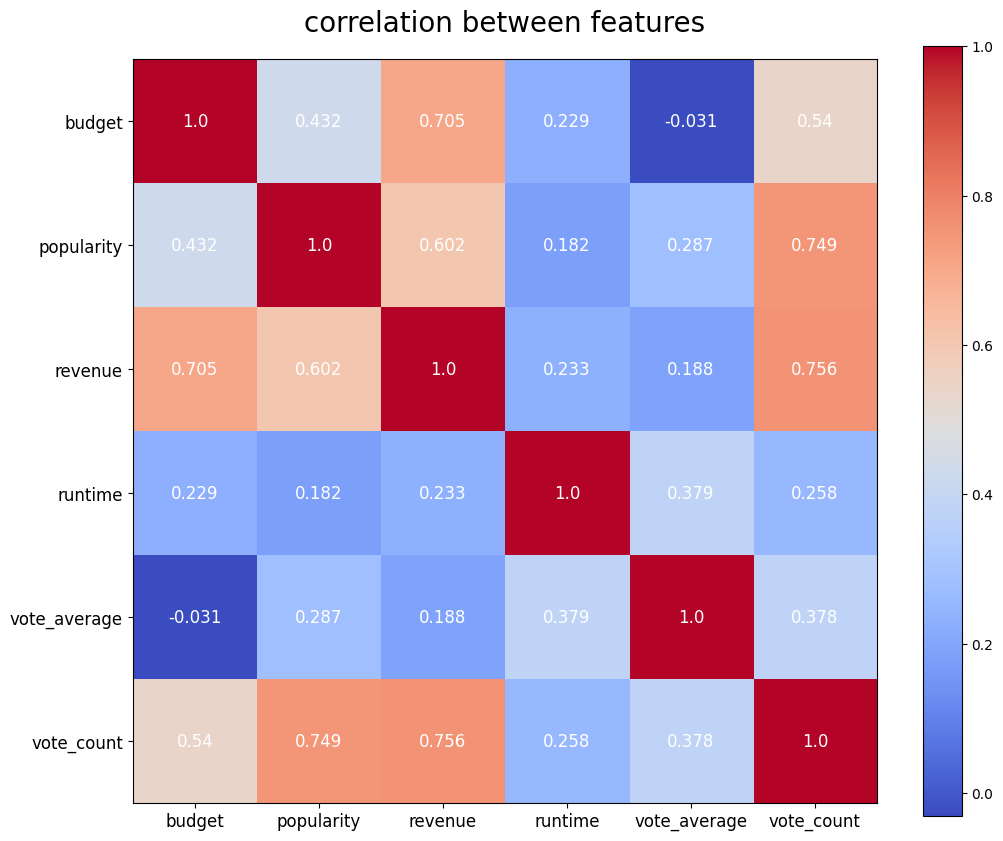 correlation between features
1.0
budget 1.0 0.432 0.705 0.229 -0.031 0.54
0.8
popularity 0.432 1.0 0.602 0.182 0.287 0.749
0.6
revenue 0.705 0.602 1.0 0.233 0.188 0.756
0.4
runtime 0.229 0.182 0.233 1.0 0.379 0.258
vote_average -0.031 0.287 0.188 0.379 1.0 0.378
0.2
vote_count 0.54 0.749 0.756 0.258 0.378 1.0
0.0
budget popularity revenue runtime vote_average vote_count